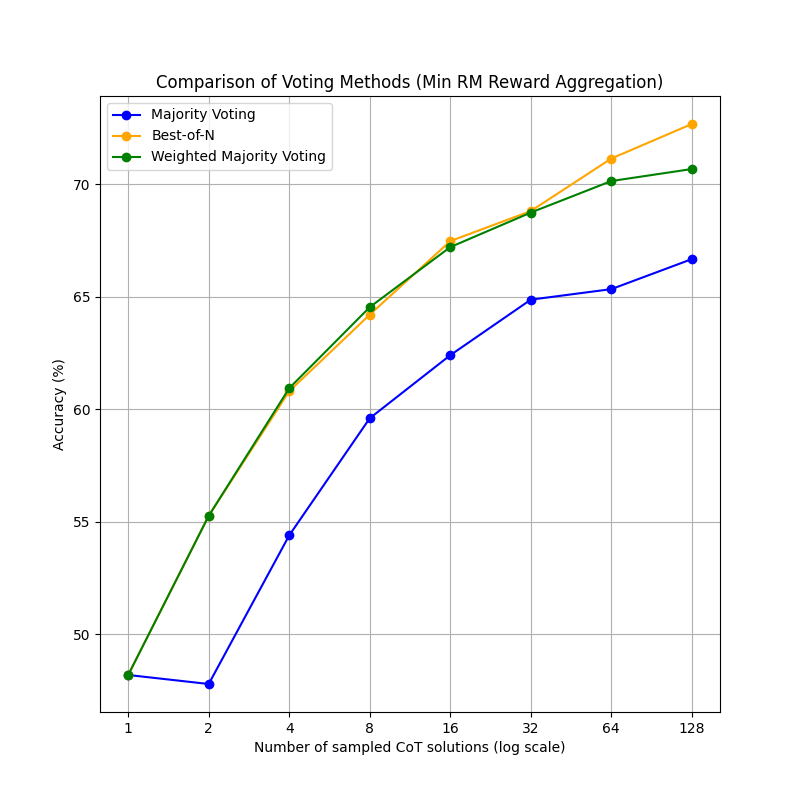 Comparison of Voting Methods (Min RM Reward Aggregation)
Majority Voting
Best-of-N
Weighted Majority Voting
Accuracy (%)
70
65
60
55
50
1 2 4 8 16 32 64 128
Number of sampled CoT solutions (log scale)